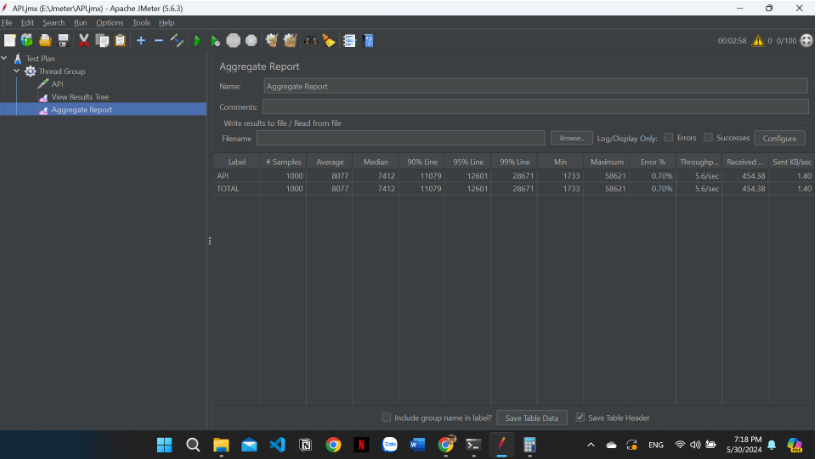 API.jmx (E:\Jmeter\API.jmx) - Apache JMeter (5.6.3)
File Edit Search Run Options Tools Help
00:02:58 0 0/100
Test Plan
Thread Group
API
View Results Tree
Aggregate Report
Aggregate Report
Name: Aggregate Report
Comments:
Write results to file / Read from file
Filename Browse... Log/Display Only: Errors Successes Configure
Label # Samples Average Median 90% Line 95% Line 99% Line Min Maximum Error % Throughp... Received ... Sent KB/sec
API 1000 8077 7412 11079 12601 28671 1733 58621 0.70% 5.6/sec 454.38 1.40
TOTAL 1000 8077 7412 11079 12601 28671 1733 58621 0.70% 5.6/sec 454.38 1.40
Include group name in label? Save Table Data Save Table Header
ENG
7:18 PM
5/30/2024